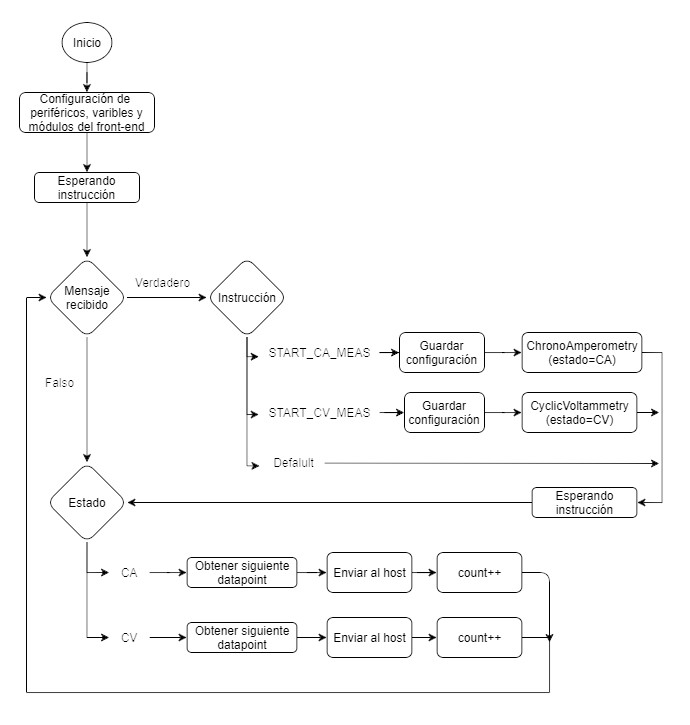 Inicio
Configuración de
periféricos, varibles y
módulos del front-end
Esperando
instrucción
Mensaje
recibido
Verdadero
Instrucción
START_CA_MEAS
Guardar
configuración
ChronoAmperometry
(estado=CA)
Falso
START_CV_MEAS
Guardar
configuración
CyclicVoltammetry
(estado=CV)
Defalult
Esperando
instrucción
Estado
CA
Obtener siguiente
datapoint
Enviar al host
count++
CV
Obtener siguiente
datapoint
Enviar al host
count++